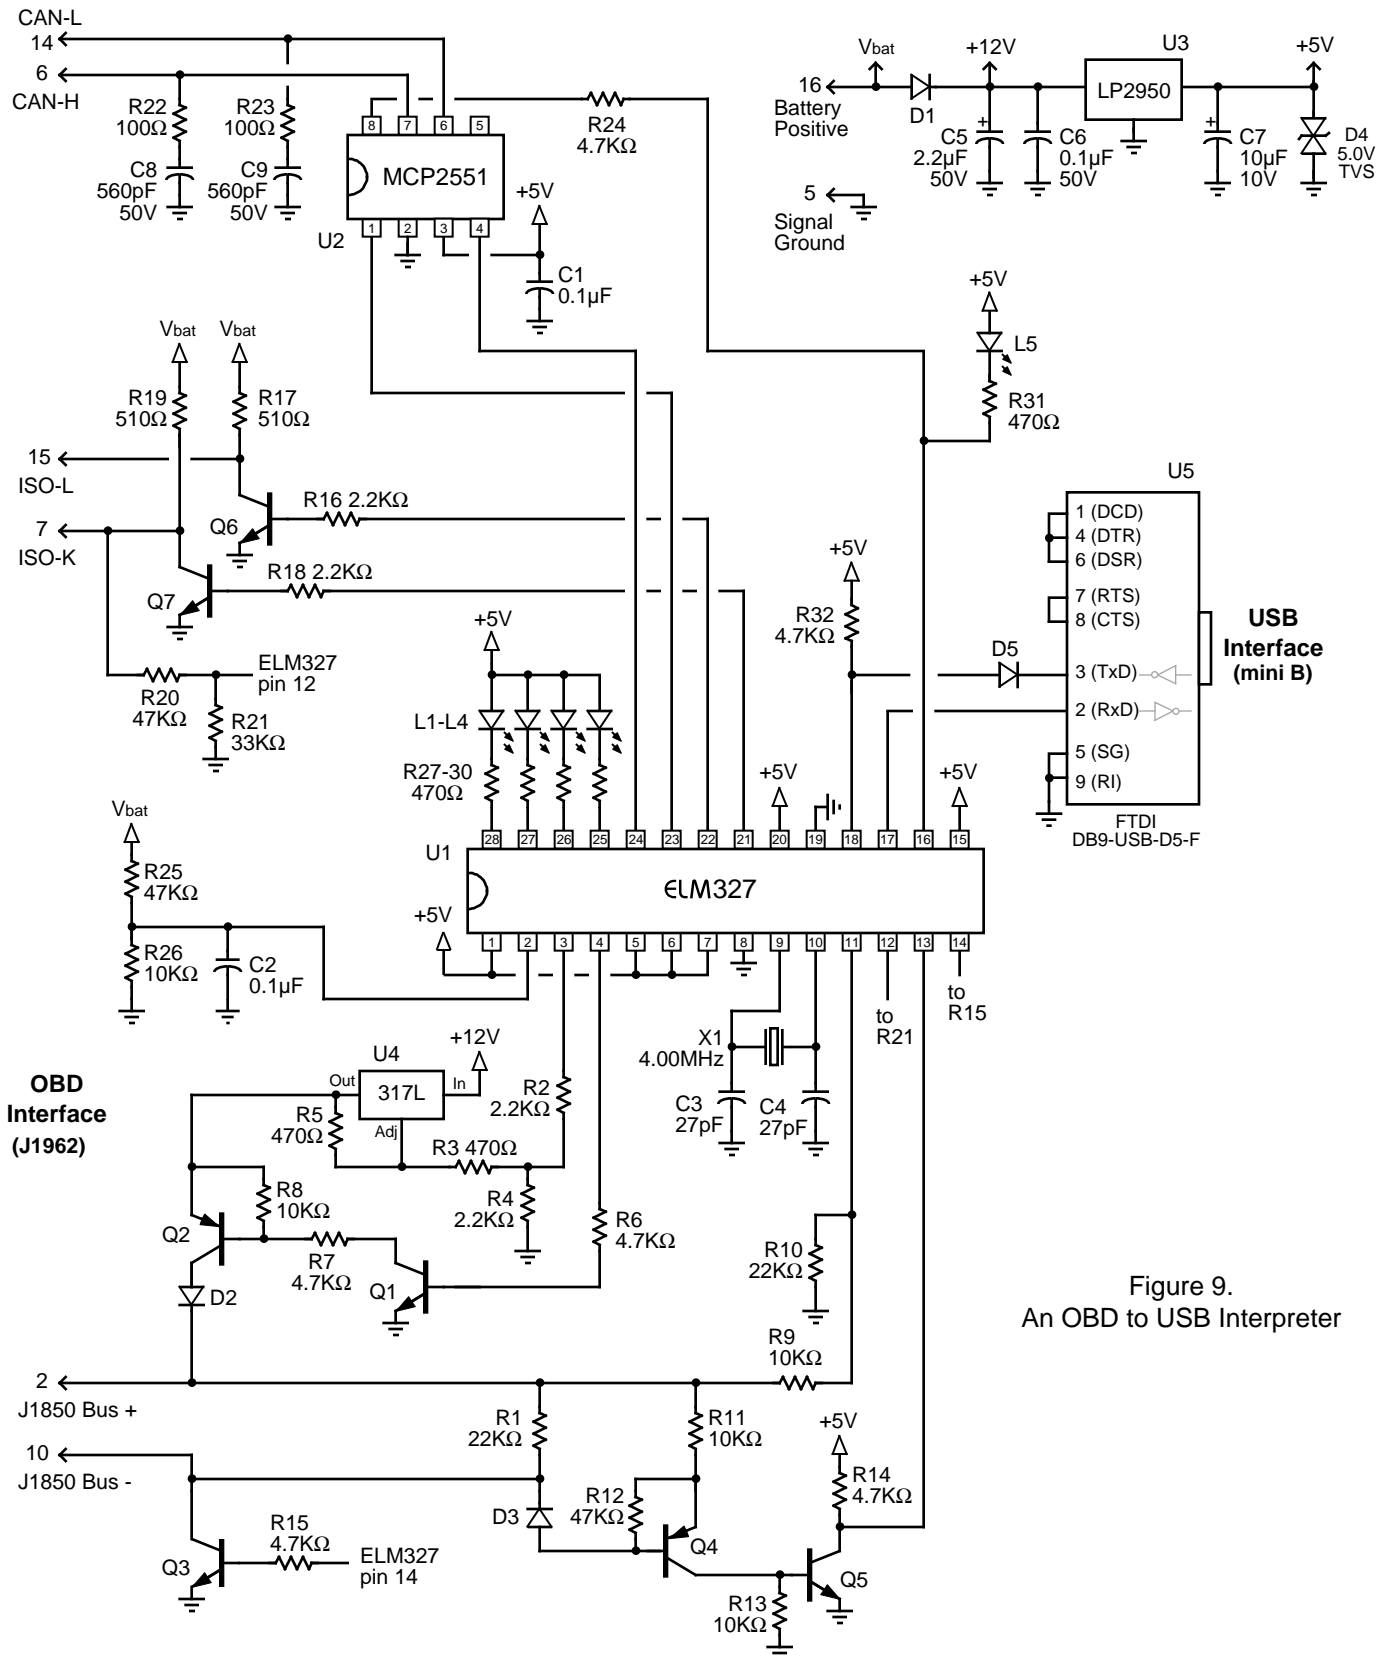 CAN-L
14
6
CAN-H
R22
100Ω
R23
100Ω
C8
560pF
50V
C9
560pF
50V
8
7
6
5
MCP2551
1
2
3
4
U2
R24
4.7KΩ
+5V
C1
0.1µF
Vbat
+12V
U3
+5V
16
Battery
Positive
D1
LP2950
C5
2.2µF
50V
+
C6
0.1µF
50V
+
C7
10µF
10V
D4
5.0V
TVS
5
Signal
Ground
+5V
L5
R31
470Ω
Vbat
Vbat
R19
510Ω
R17
510Ω
15
ISO-L
7
ISO-K
Q6
R16 2.2KΩ
Q7
R18 2.2KΩ
R20
47KΩ
ELM327
pin 12
R21
33KΩ
+5V
L1-L4
R27-30
470Ω
+5V
R32
4.7KΩ
D5
U5
1 (DCD)
4 (DTR)
6 (DSR)
7 (RTS)
8 (CTS)
3 (TxD)
2 (RxD)
5 (SG)
9 (RI)
USB
Interface
(mini B)
FTDI
DB9-USB-D5-F
+5V
+5V
Vbat
R25
47KΩ
R26
10KΩ
C2
0.1µF
U1
28
27
26
25
24
23
22
21
20
19
18
17
16
15
ELM327
+5V
1
2
3
4
5
6
7
8
9
10
11
12
13
14
to
R21
to
R15
X1
4.00MHz
C3
27pF
C4
27pF
OBD
Interface
(J1962)
U4
+12V
Out
317L
In
Adj
R5
470Ω
R3 470Ω
R2
2.2KΩ
R4
2.2KΩ
R6
4.7KΩ
R8
10KΩ
Q2
R7
4.7KΩ
Q1
D2
R10
22KΩ
R9
10KΩ
Figure 9.
An OBD to USB Interpreter
2
J1850 Bus +
10
J1850 Bus -
R1
22KΩ
R11
10KΩ
D3
R12
47KΩ
+5V
R14
4.7KΩ
Q4
Q5
R13
10KΩ
Q3
R15
4.7KΩ
ELM327
pin 14